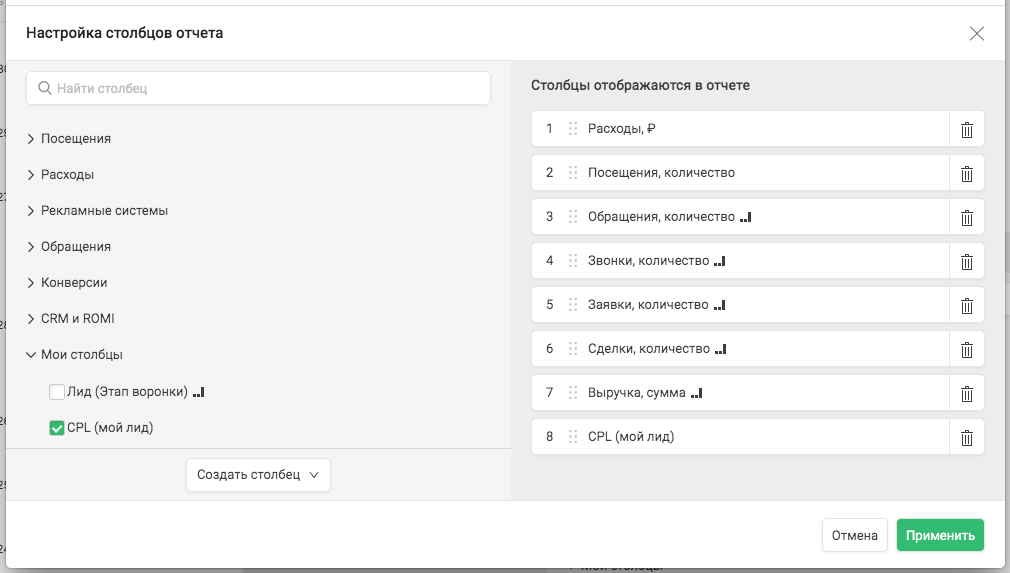 Настройка столбцов отчета
Найти столбец
Посещения
Расходы
Рекламные системы
Обращения
Конверсии
CRM и ROMI
Мои столбцы
Лид (Этап воронки)
CPL (мой лид)
Создать столбец
Столбцы отображаются в отчете
1 Расходы, ₽
2 Посещения, количество
3 Обращения, количество
4 Звонки, количество
5 Заявки, количество
6 Сделки, количество
7 Выручка, сумма
8 CPL (мой лид)
Отмена
Применить